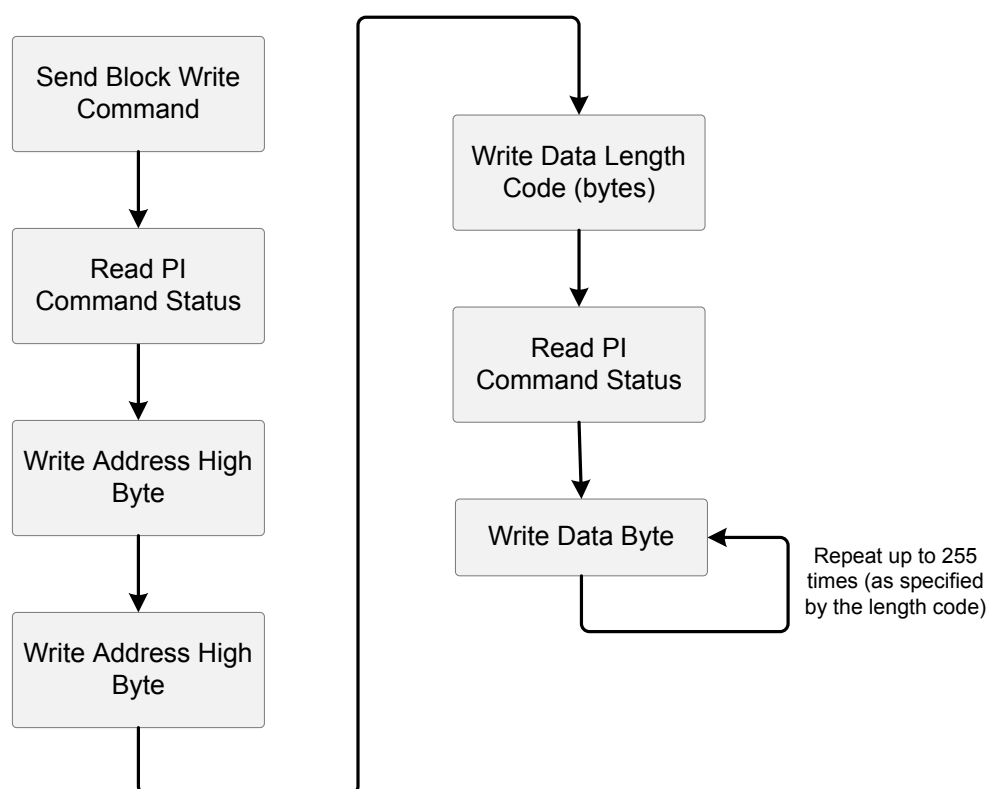 Send Block Write
Command
Read PI
Command Status
Write Address High
Byte
Write Address High
Byte
Write Data Length
Code (bytes)
Read PI
Command Status
Write Data Byte
Repeat up to 255
times (as specified
by the length code)